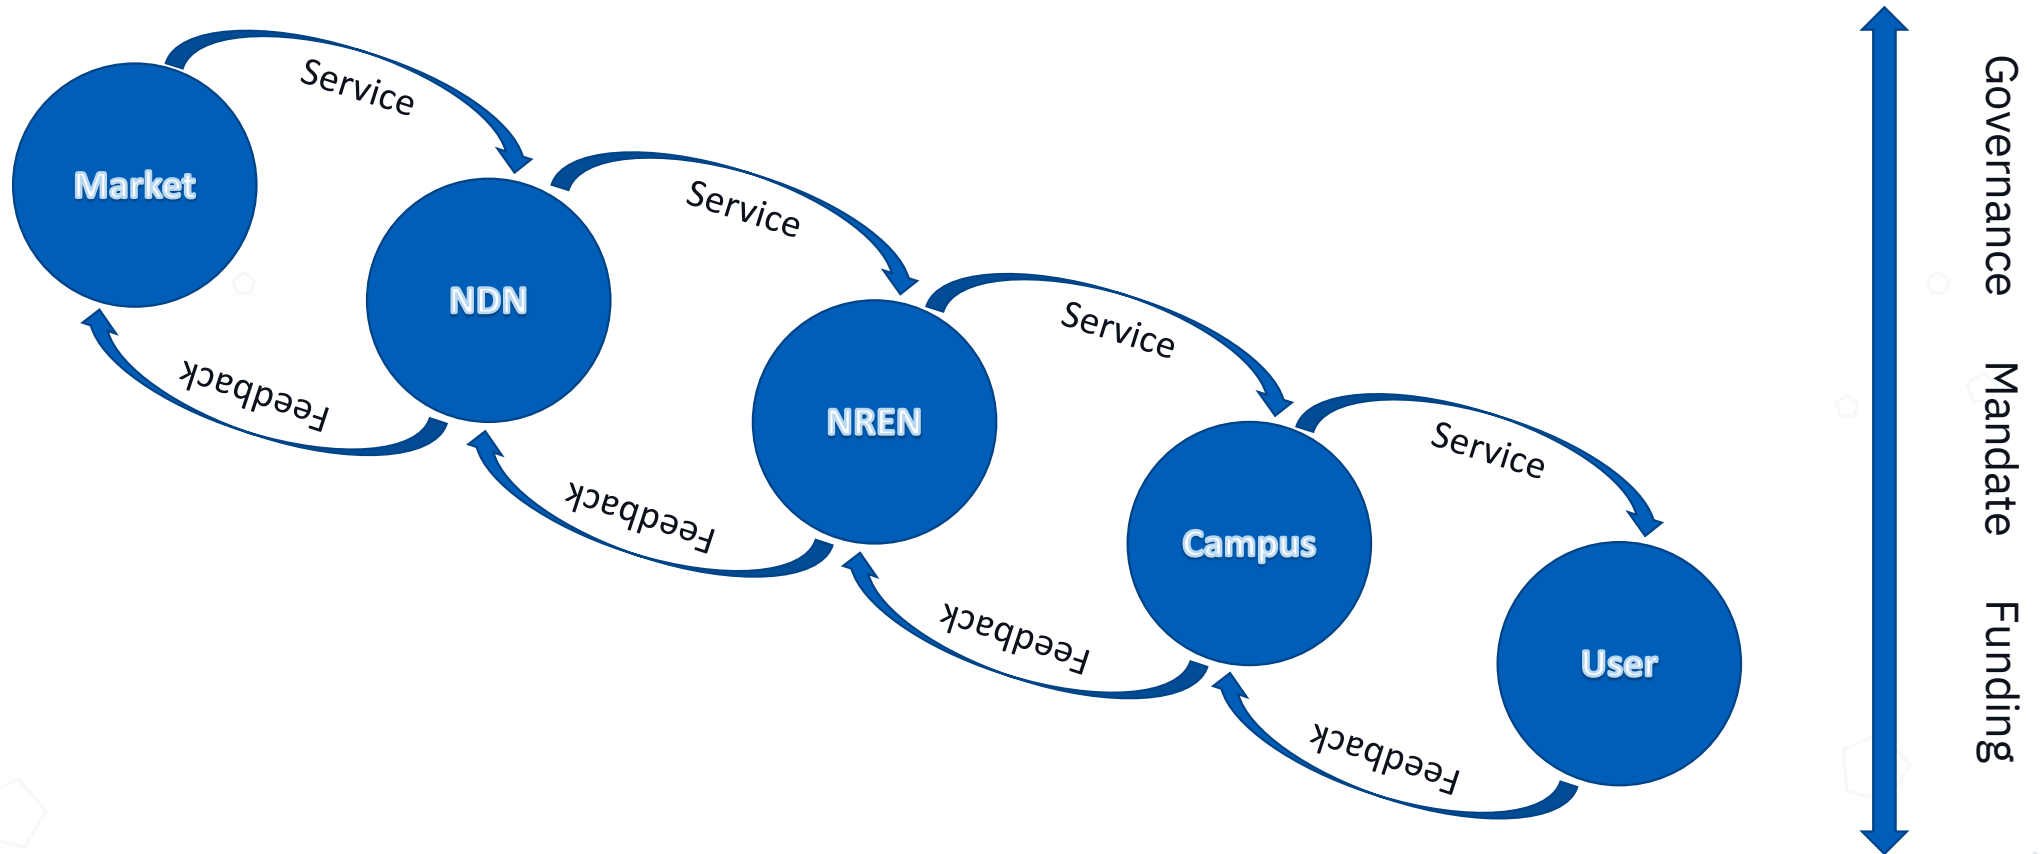 Service
Market
Service
NDN
Service
Feedback
NREN
Service
Feedback
Campus
Feedback
User
Feedback
Governance Mandate Funding